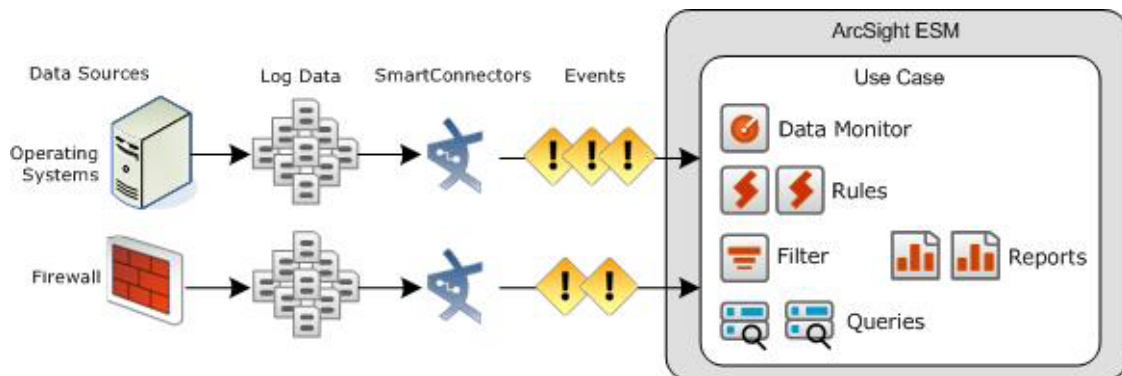 ArcSight ESM
Data Sources
Log Data
SmartConnectors
Events
Use Case
Operating
Systems
Data Monitor
Rules
Firewall
Filter
Reports
Queries